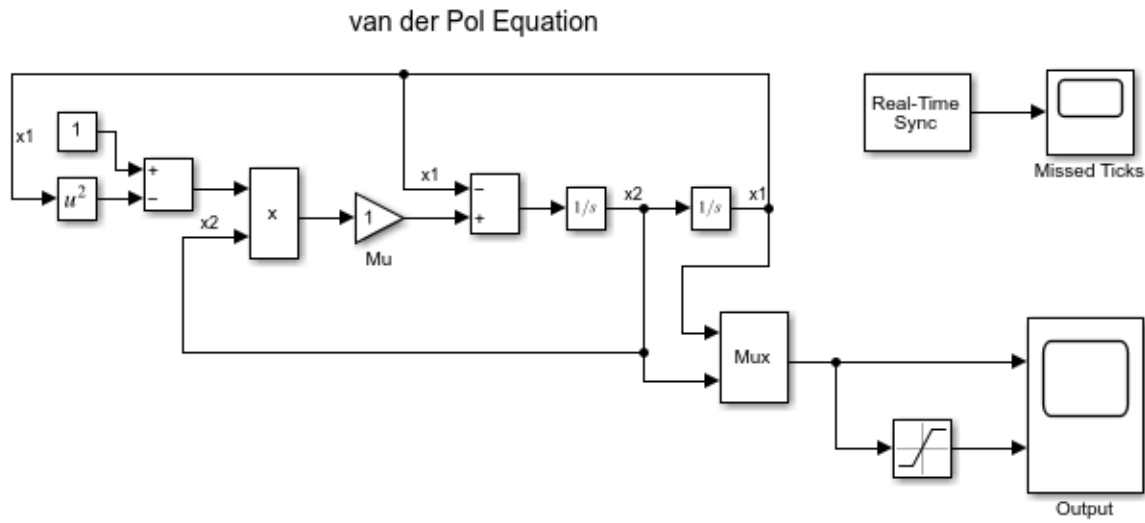 van der Pol Equation
x1
1
+
−
u²
x
x2
1
Mu
x1
−
+
1/s
x2
1/s
x1
Real-Time
Sync
Missed Ticks
Mux
Output